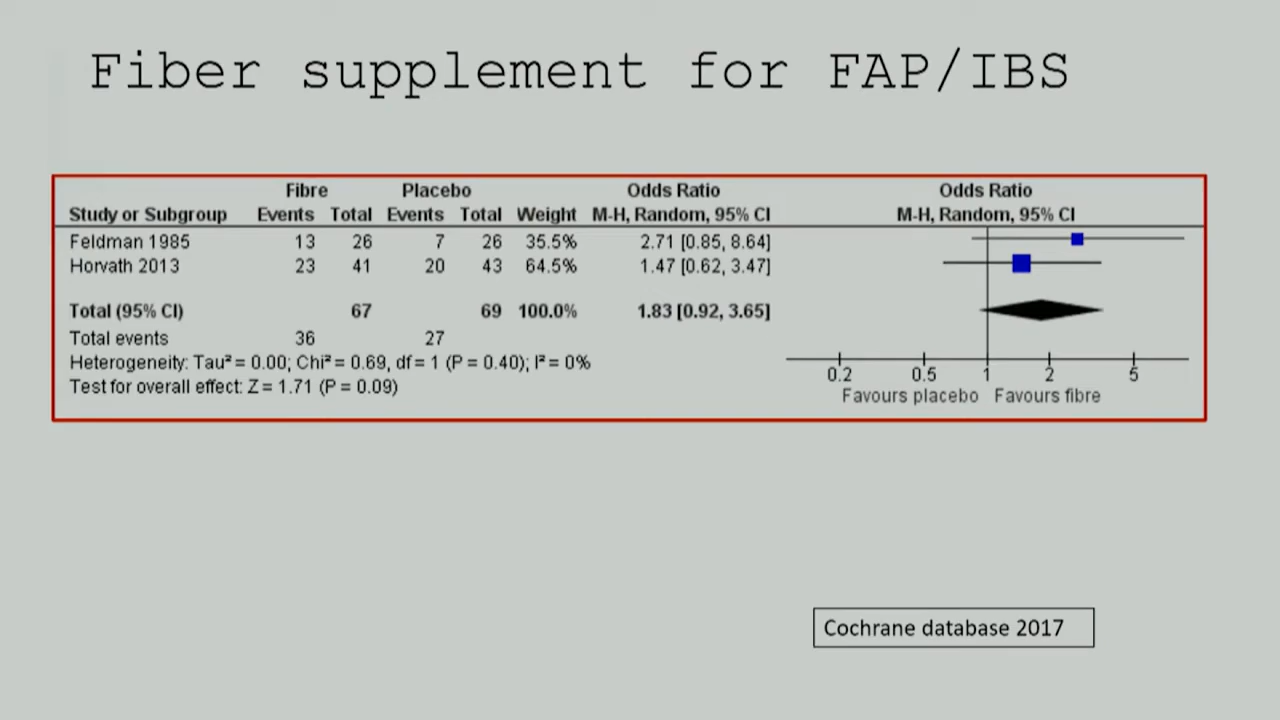 Fiber supplement for FAP/IBS
Fibre Placebo Odds Ratio Odds Ratio
Study or Subgroup Events Total Events Total Weight M-H, Random, 95% CI M-H, Random, 95% CI
Feldman 1985 13 26 7 26 35.5% 2.71 [0.85, 8.64]
Horvath 2013 23 41 20 43 64.5% 1.47 [0.62, 3.47]
Total (95% CI) 67 69 100.0% 1.83 [0.92, 3.65]
Total events 36 27
Heterogeneity: Tau² = 0.00; Chi² = 0.69, df = 1 (P = 0.40); I² = 0%
Test for overall effect: Z = 1.71 (P = 0.09)
0.2 0.5 1 2 5
Favours placebo Favours fibre
Cochrane database 2017